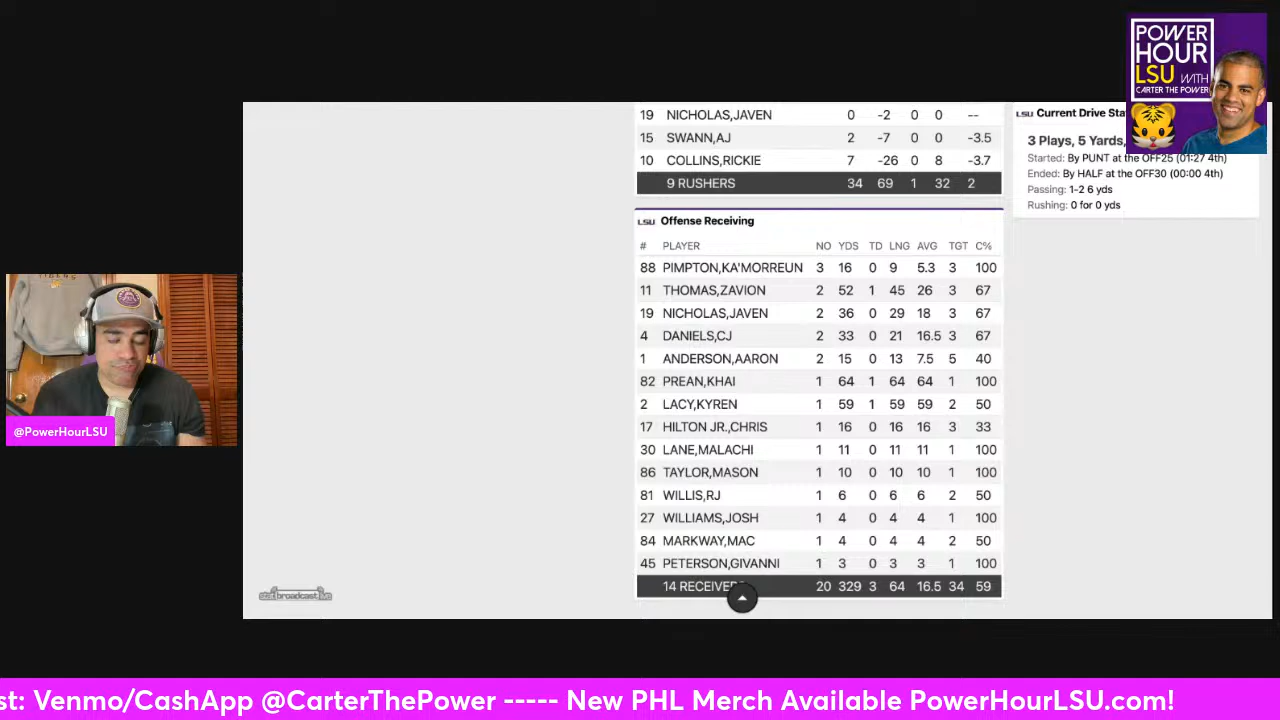 POWER
HOUR
LSU WITH
CARTER THE POWER
19 NICHOLAS,JAVEN 0 -2 0 0 --
15 SWANN,AJ 2 -7 0 0 -3.5
10 COLLINS,RICKIE 7 -26 0 8 -3.7
9 RUSHERS 34 69 1 32 2
LSU Current Drive Sta
3 Plays, 5 Yards,
Started: By PUNT at the OFF25 (01:27 4th)
Ended: By HALF at the OFF30 (00:00 4th)
Passing: 1-2 6 yds
Rushing: 0 for 0 yds
LSU Offense Receiving
# PLAYER NO YDS TD LNG AVG TGT C%
88 PIMPTON,KA'MORREUN 3 16 0 9 5.3 3 100
11 THOMAS,ZAVION 2 52 1 45 26 3 67
19 NICHOLAS,JAVEN 2 36 0 29 18 3 67
4 DANIELS,CJ 2 33 0 21 16.5 3 67
1 ANDERSON,AARON 2 15 0 13 7.5 5 40
82 PREAN,KHAI 1 64 1 64 64 1 100
2 LACY,KYREN 1 59 1 59 59 2 50
17 HILTON JR.,CHRIS 1 16 0 16 16 3 33
30 LANE,MALACHI 1 11 0 11 11 1 100
86 TAYLOR,MASON 1 10 0 10 10 1 100
81 WILLIS,RJ 1 6 0 6 6 2 50
27 WILLIAMS,JOSH 1 4 0 4 4 1 100
84 MARKWAY,MAC 1 4 0 4 4 2 50
45 PETERSON,GIVANNI 1 3 0 3 3 1 100
14 RECEIVER 20 329 3 64 16.5 34 59
@PowerHourLSU
broadcast
st: Venmo/CashApp @CarterThePower ----- New PHL Merch Available PowerHourLSU.com!